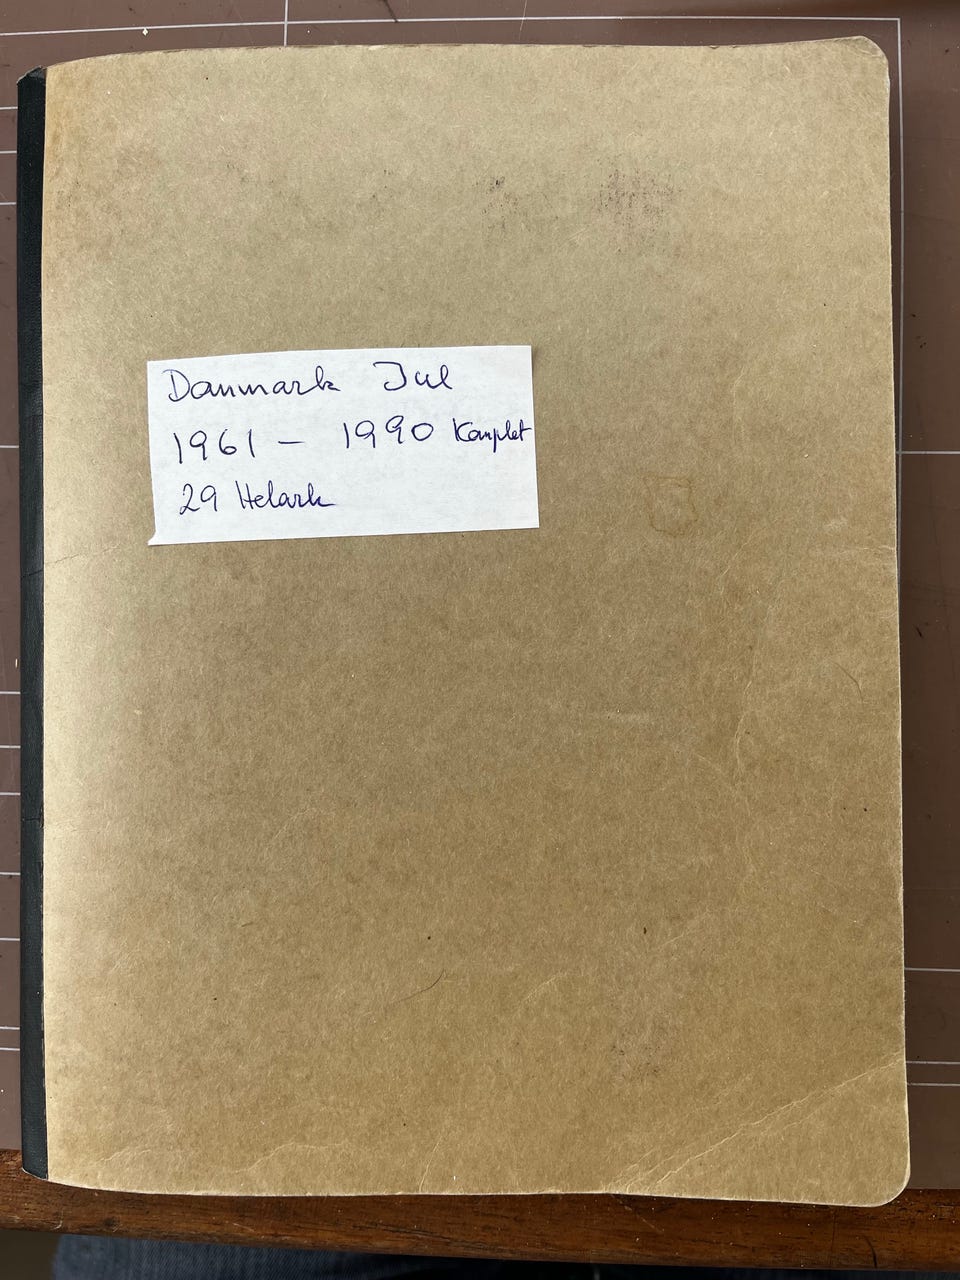 Danmark Jul
1961 - 1990 Komplet
29 Helark